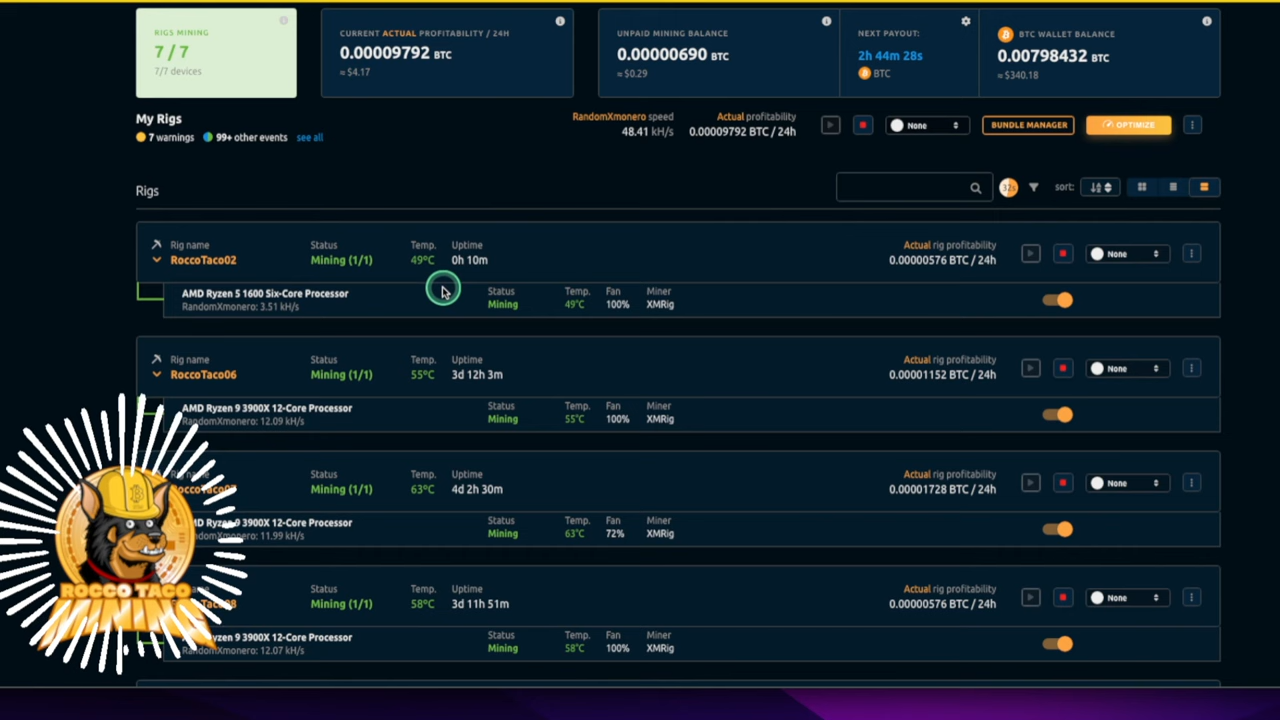 RIGS MINING
7 / 7
7/7 devices
CURRENT ACTUAL PROFITABILITY / 24H
0.00009792 BTC
≈ $4.17
UNPAID MINING BALANCE
0.00000690 BTC
≈ $0.29
NEXT PAYOUT:
2h 44m 28s
BTC
BTC WALLET BALANCE
0.00798432 BTC
≈ $340.18
My Rigs
7 warnings 99+ other events see all
RandomXmonero speed
48.41 kH/s
Actual profitability
0.00009792 BTC / 24h
None
BUNDLE MANAGER
OPTIMIZE
Rigs
32s
sort:
Rig name Status Temp. Uptime Actual rig profitability
RoccoTaco02 Mining (1/1) 49°C 0h 10m 0.00000576 BTC / 24h None
AMD Ryzen 5 1600 Six-Core Processor Status Temp. Fan Miner
RandomXmonero: 3.51 kH/s Mining 49°C 100% XMRig
Rig name Status Temp. Uptime Actual rig profitability
RoccoTaco06 Mining (1/1) 55°C 3d 12h 3m 0.00001152 BTC / 24h None
AMD Ryzen 9 3900X 12-Core Processor Status Temp. Fan Miner
RandomXmonero: 12.09 kH/s Mining 55°C 100% XMRig
Status Temp. Uptime Actual rig profitability
Mining (1/1) 63°C 4d 2h 30m 0.00001728 BTC / 24h None
Ryzen 9 3900X 12-Core Processor Status Temp. Fan Miner
11.99 kH/s Mining 63°C 72% XMRig
Status Temp. Uptime Actual rig profitability
Mining (1/1) 58°C 3d 11h 51m 0.00000576 BTC / 24h None
Ryzen 9 3900X 12-Core Processor Status Temp. Fan Miner
12.07 kH/s Mining 58°C 100% XMRig
ROCCO TACO
MINING